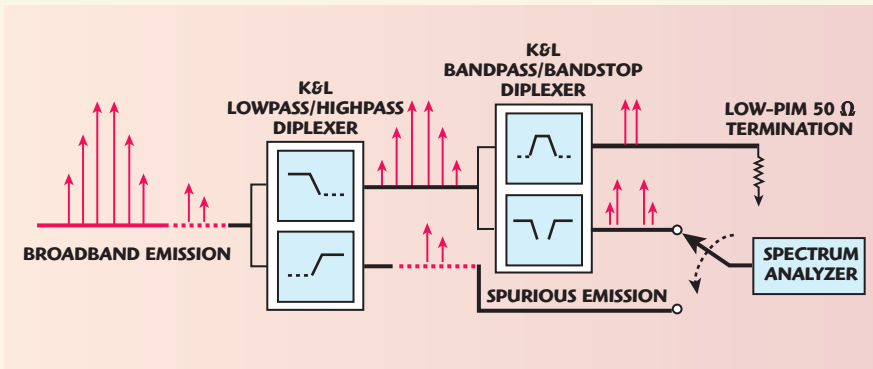 K&L
LOWPASS/HIGHPASS
DIPLEXER
K&L
BANDPASS/BANDSTOP
DIPLEXER
LOW-PIM 50 Ω
TERMINATION
BROADBAND EMISSION
SPURIOUS EMISSION
SPECTRUM
ANALYZER